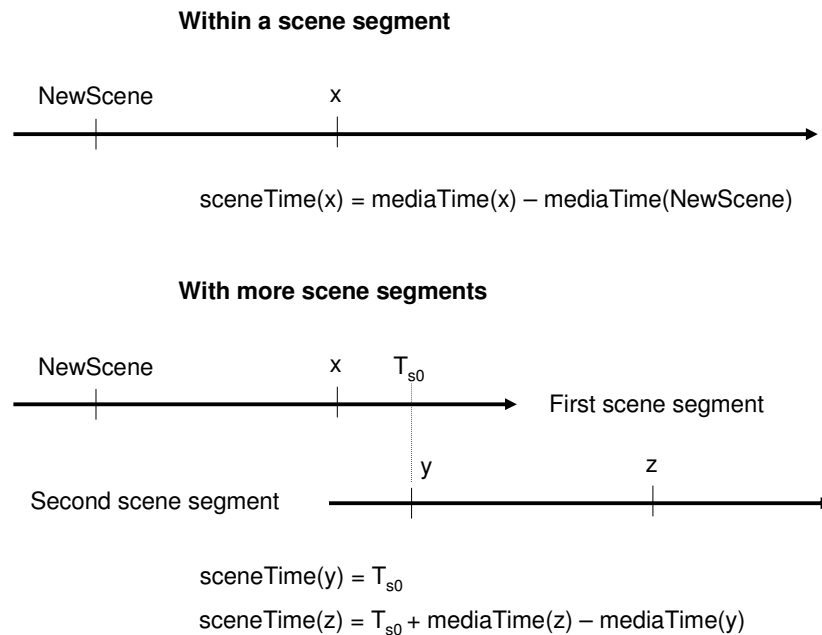 Within a scene segment
NewScene x
sceneTime(x) = mediaTime(x) – mediaTime(NewScene)
With more scene segments
NewScene x Ts0
First scene segment
y z
Second scene segment
sceneTime(y) = Ts0
sceneTime(z) = Ts0 + mediaTime(z) – mediaTime(y)